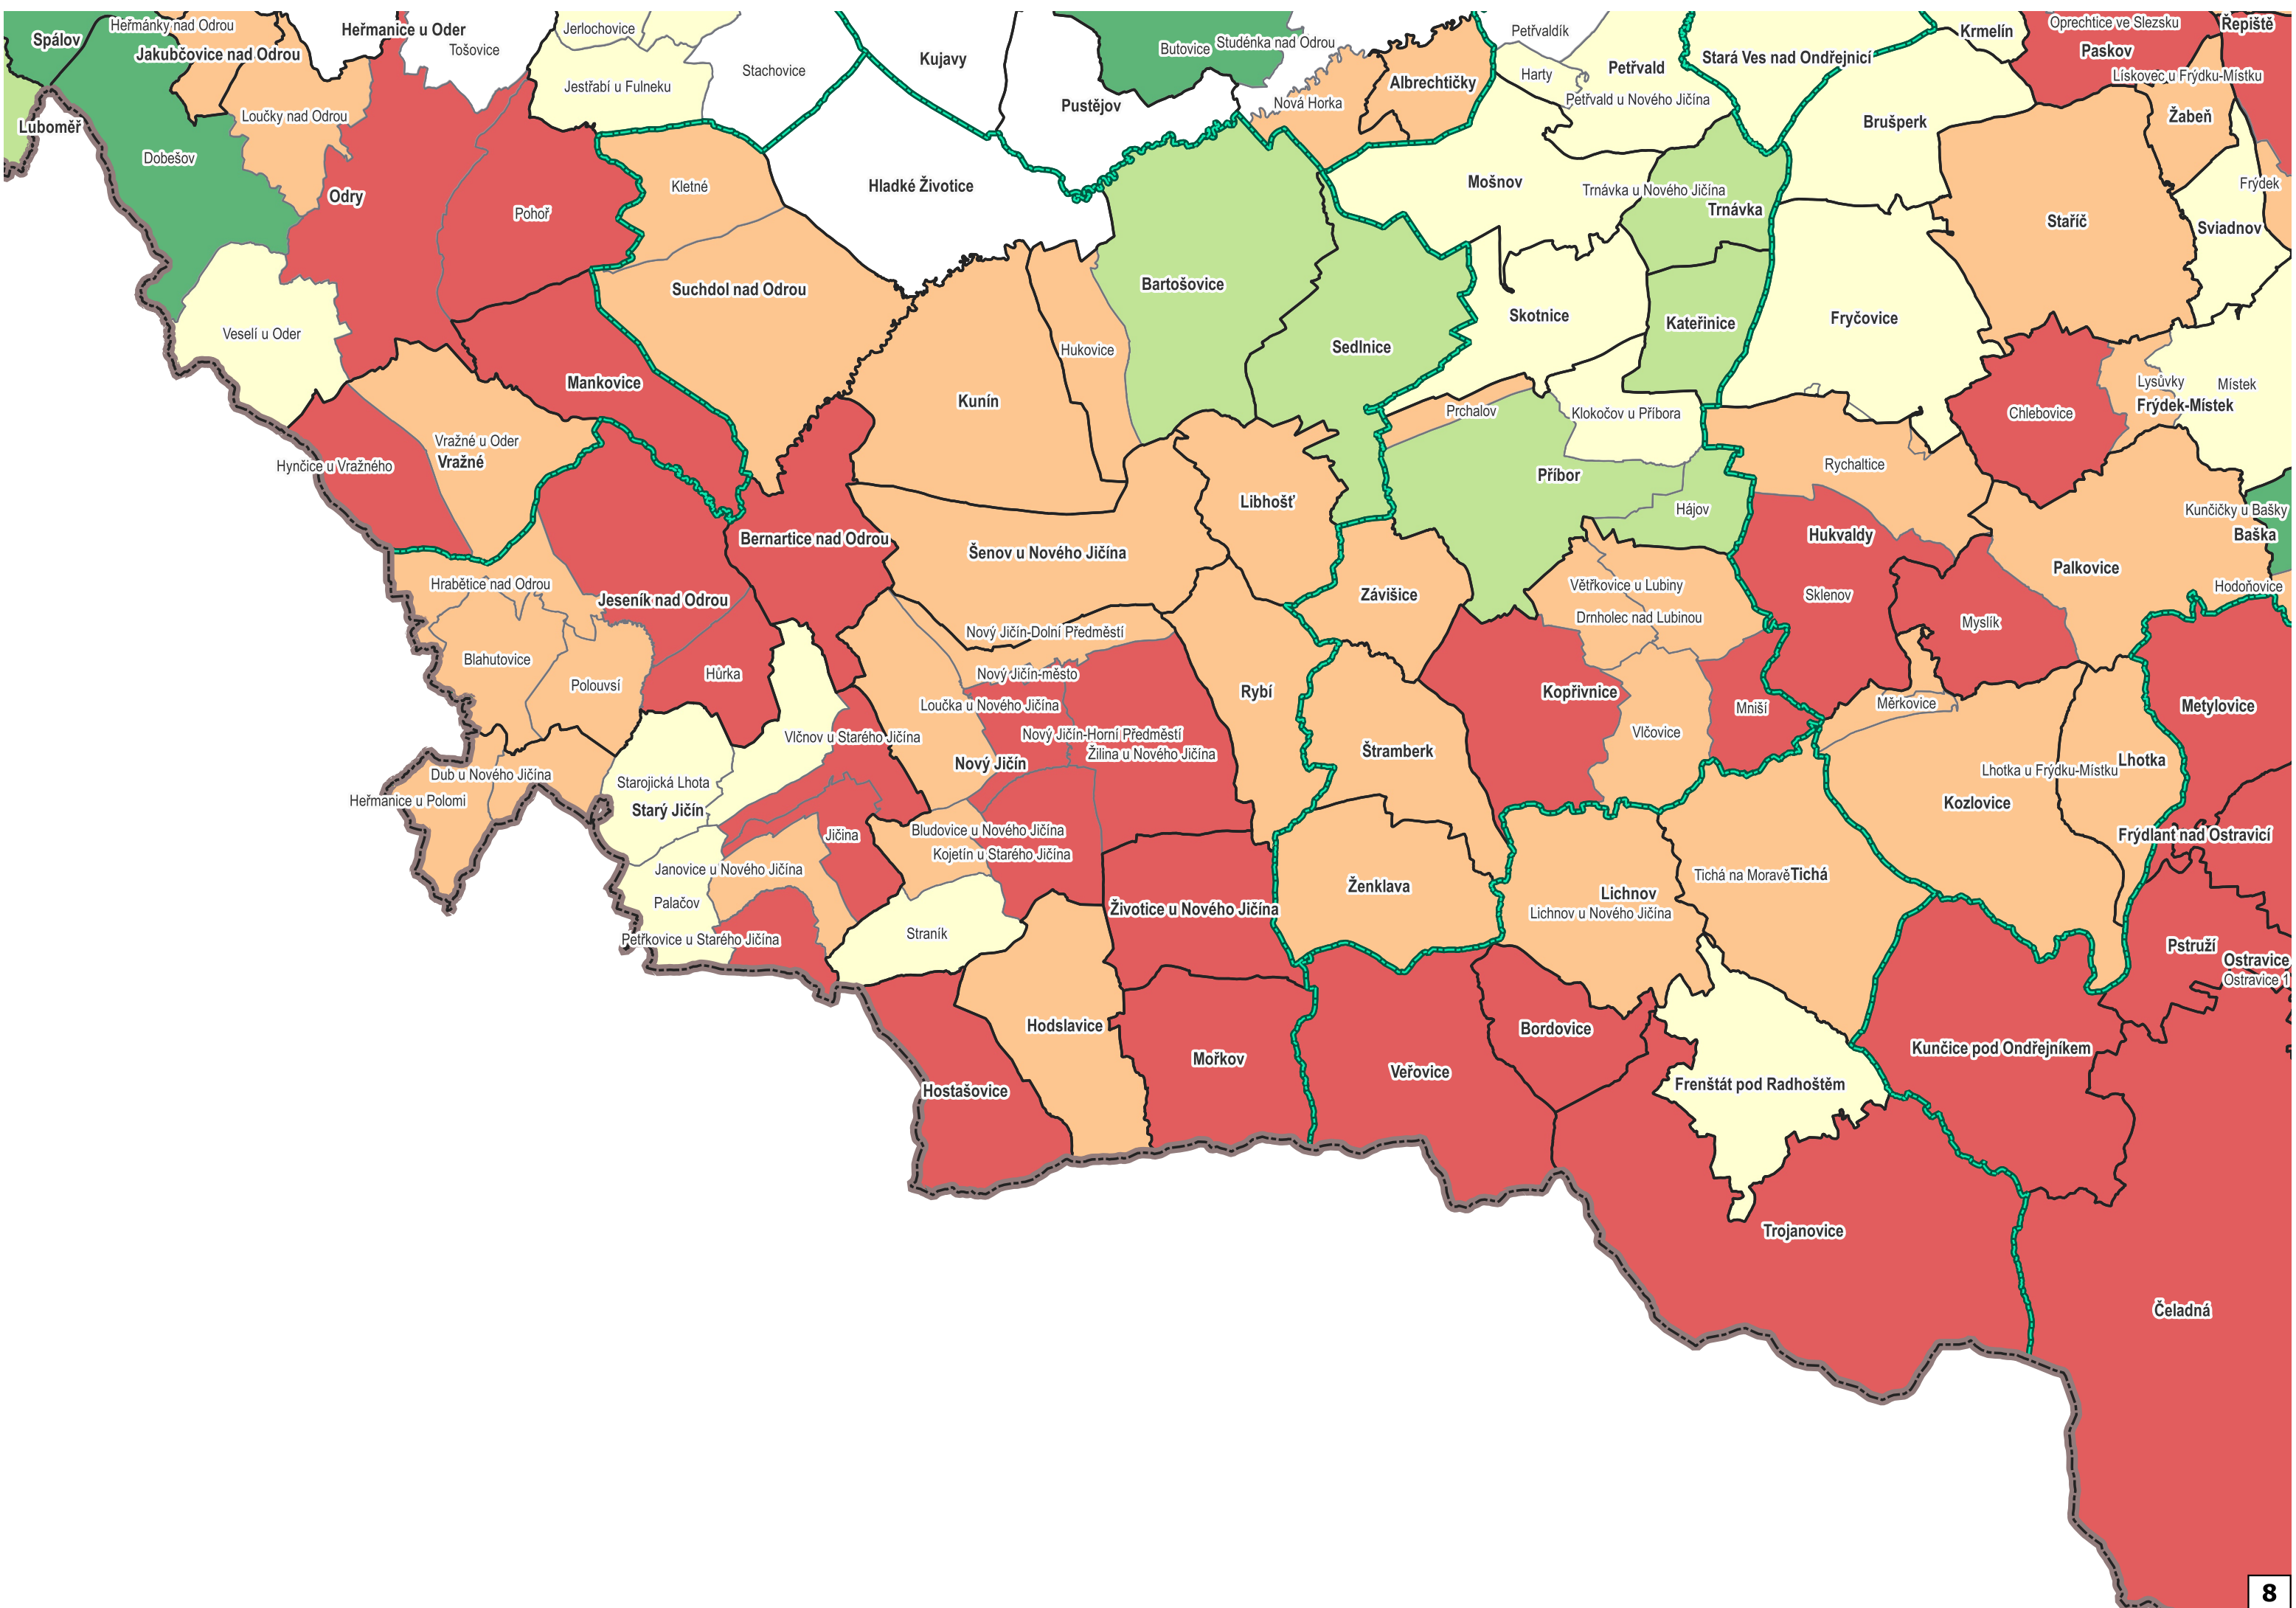 Heřmánky nad Odrou
Spálov
Jakubčovice nad Odrou
Heřmanice u Oder
Tošovice
Jerlochovice
Stachovice
Kujavy
Butovice
Studénka nad Odrou
Petřvaldík
Stará Ves nad Ondřejnicí
Krmelín
Oprechtice ve Slezsku
Paskov
Řepiště
Jestřabí u Fulneku
Loučky nad Odrou
Luboměř
Dobešov
Pustějov
Nová Horka
Albrechtičky
Harty
Petřvald
Petřvald u Nového Jičína
Brušperk
Lískovec u Frýdku-Místku
Žabeň
Odry
Pohoř
Kletné
Hladké Životice
Mošnov
Trnávka u Nového Jičína
Trnávka
Staříč
Frýdek
Sviadnov
Veselí u Oder
Suchdol nad Odrou
Bartošovice
Sedlnice
Skotnice
Kateřinice
Fryčovice
Mankovice
Kunín
Hukovice
Prchalov
Klokočov u Příbora
Chlebovice
Lysůvky
Místek
Frýdek-Místek
Vražné u Oder
Vražné
Hynčice u Vražného
Libhošť
Příbor
Hájov
Rychaltice
Kunčičky u Bašky
Baška
Bernartice nad Odrou
Šenov u Nového Jičína
Hukvaldy
Palkovice
Hodoňovice
Hrabětice nad Odrou
Jeseník nad Odrou
Závišice
Větřkovice u Lubiny
Drnholec nad Lubinou
Sklenov
Myslík
Blahutovice
Polouvsí
Hůrka
Nový Jičín-Dolní Předměstí
Nový Jičín-město
Loučka u Nového Jičína
Rybí
Kopřivnice
Vlčovice
Mniší
Měrkovice
Metylovice
Vlčnov u Starého Jičína
Nový Jičín-Horní Předměstí
Žilina u Nového Jičína
Nový Jičín
Štramberk
Lhotka u Frýdku-Místku
Lhotka
Kozlovice
Dub u Nového Jičína
Heřmanice u Polomi
Starojická Lhota
Starý Jičín
Jičina
Bludovice u Nového Jičína
Kojetín u Starého Jičína
Frýdlant nad Ostravicí
Janovice u Nového Jičína
Palačov
Petřkovice u Starého Jičína
Straník
Životice u Nového Jičína
Ženklava
Lichnov
Lichnov u Nového Jičína
Tichá na Moravě
Tichá
Pstruží
Ostravice
Ostravice 1
Hodslavice
Hostašovice
Mořkov
Veřovice
Bordovice
Frenštát pod Radhoštěm
Kunčice pod Ondřejníkem
Trojanovice
Čeladná
8